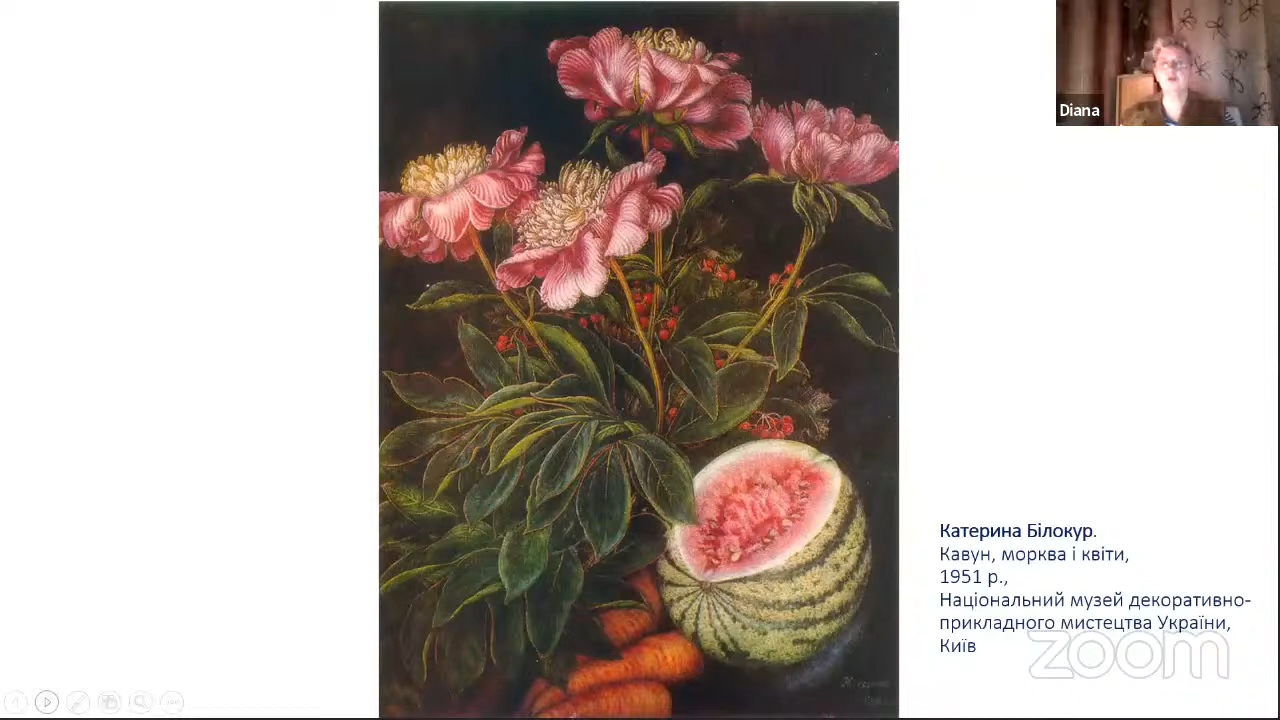 Diana
Катерина Білокур.
Кавун, морква і квіти,
1951 р.,
Національний музей декоративно-
прикладного мистецтва України,
Київ
zoom